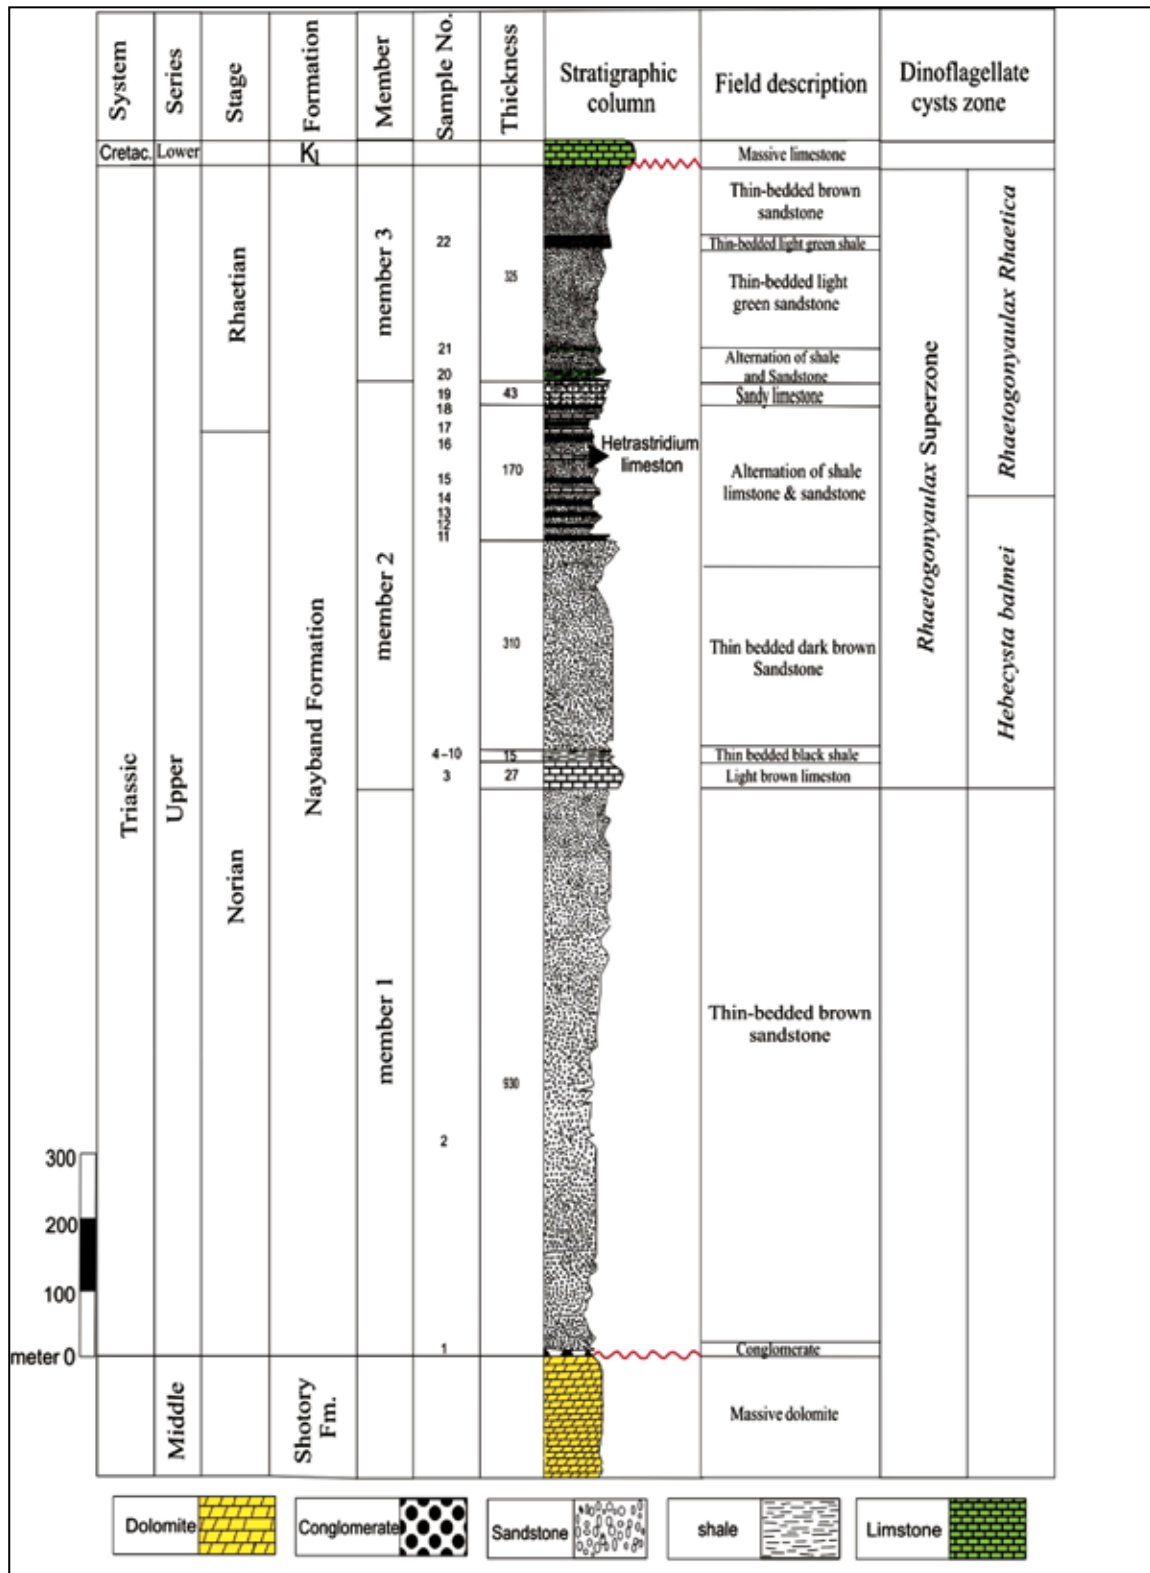 System
Series
Stage
Formation
Member
Sample No.
Thickness
Stratigraphic
column
Field description
Dinoflagellate
cysts zone
Cretac.
Lower
K1
Massive limestone
Triassic
Upper
Middle
Rhaetian
Norian
Nayband Formation
Shotory
Fm.
member 3
member 2
member 1
22
21
20
19
18
17
16
15
14
13
12
11
4-10
3
2
1
325
43
170
310
15
27
930
Hetrastridium
limeston
Thin-bedded brown
sandstone
Thin-bedded light green shale
Thin-bedded light
green sandstone
Alternation of shale
and Sandstone
Sandy limestone
Alternation of shale
limstone & sandstone
Thin bedded dark brown
Sandstone
Thin bedded black shale
Light brown limeston
Thin-bedded brown
sandstone
Conglomerate
Massive dolomite
Rhaetogonyaulax Superzone
Rhaetogonyaulax Rhaetica
Hebecysta balmei
300
200
100
meter 0
Dolomite
Conglomerate
Sandstone
shale
Limstone